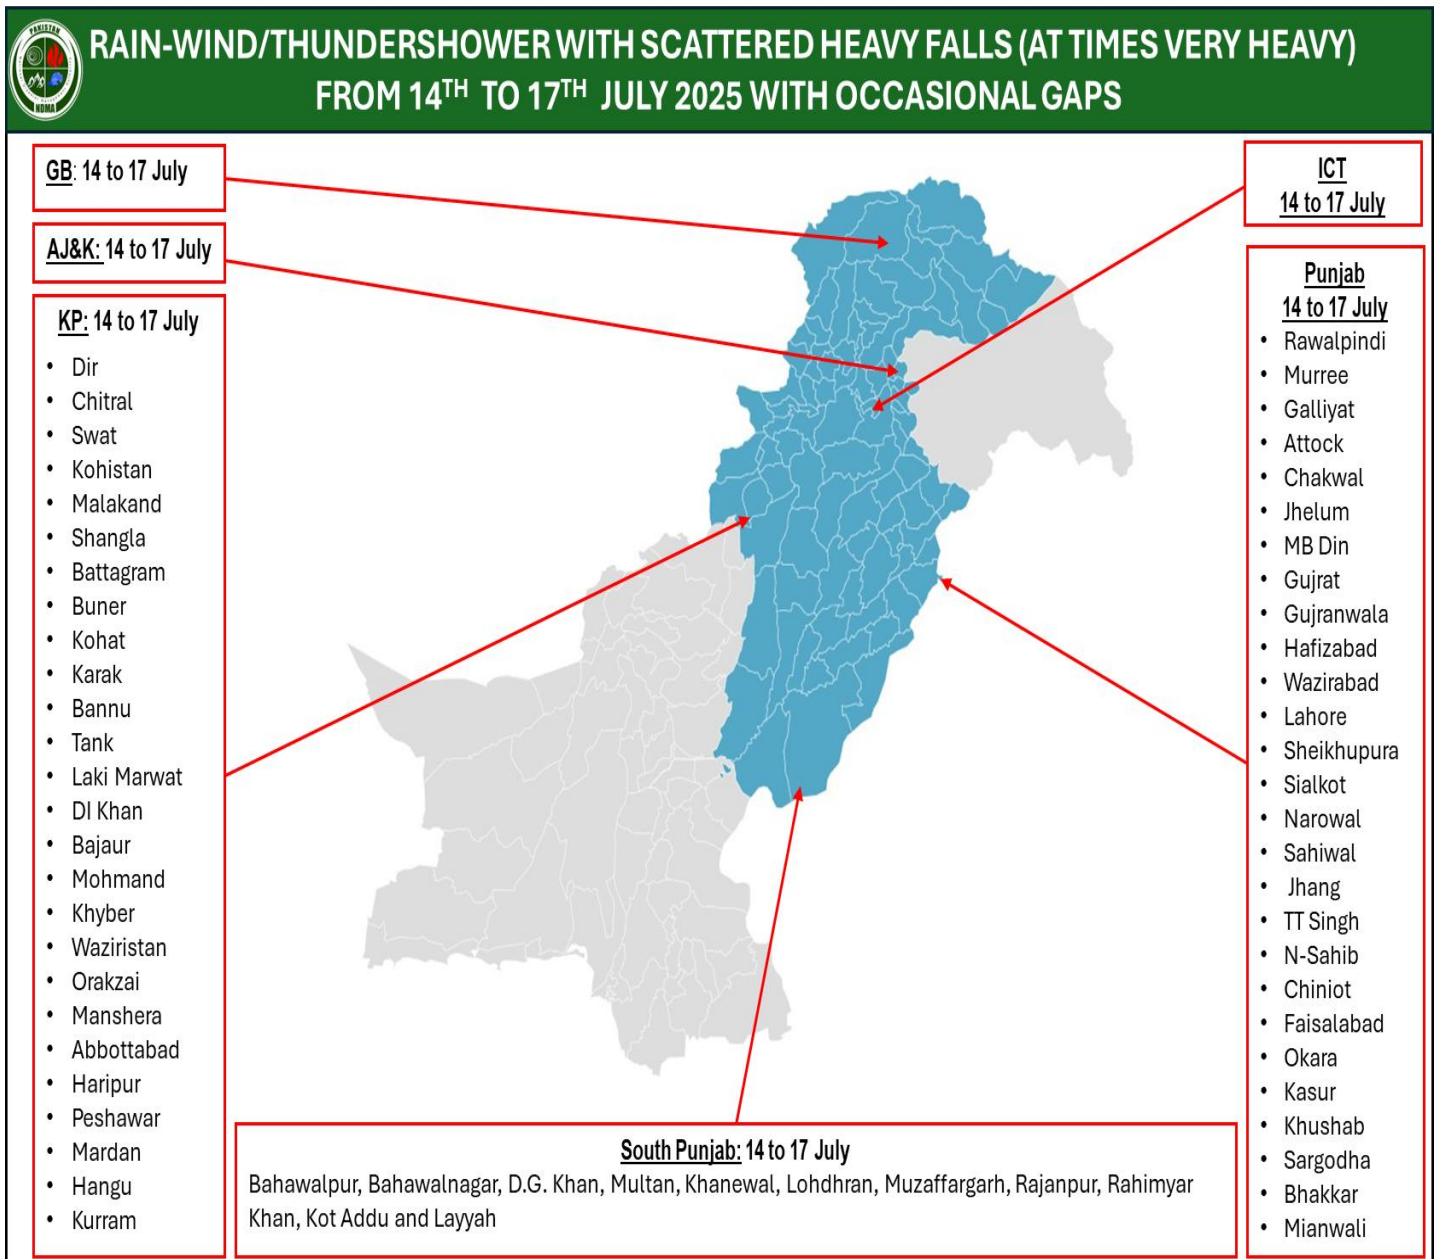 PAKISTAN
NDMA
RAIN-WIND/THUNDERSHOWER WITH SCATTERED HEAVY FALLS (AT TIMES VERY HEAVY)
FROM 14TH TO 17TH JULY 2025 WITH OCCASIONAL GAPS
GB: 14 to 17 July
AJ&K: 14 to 17 July
KP: 14 to 17 July
• Dir
• Chitral
• Swat
• Kohistan
• Malakand
• Shangla
• Battagram
• Buner
• Kohat
• Karak
• Bannu
• Tank
• Laki Marwat
• DI Khan
• Bajaur
• Mohmand
• Khyber
• Waziristan
• Orakzai
• Manshera
• Abbottabad
• Haripur
• Peshawar
• Mardan
• Hangu
• Kurram
ICT
14 to 17 July
Punjab
14 to 17 July
• Rawalpindi
• Murree
• Galliyat
• Attock
• Chakwal
• Jhelum
• MB Din
• Gujrat
• Gujranwala
• Hafizabad
• Wazirabad
• Lahore
• Sheikhupura
• Sialkot
• Narowal
• Sahiwal
• Jhang
• TT Singh
• N-Sahib
• Chiniot
• Faisalabad
• Okara
• Kasur
• Khushab
• Sargodha
• Bhakkar
• Mianwali
South Punjab: 14 to 17 July
Bahawalpur, Bahawalnagar, D.G. Khan, Multan, Khanewal, Lohdhran, Muzaffargarh, Rajanpur, Rahimyar
Khan, Kot Addu and Layyah